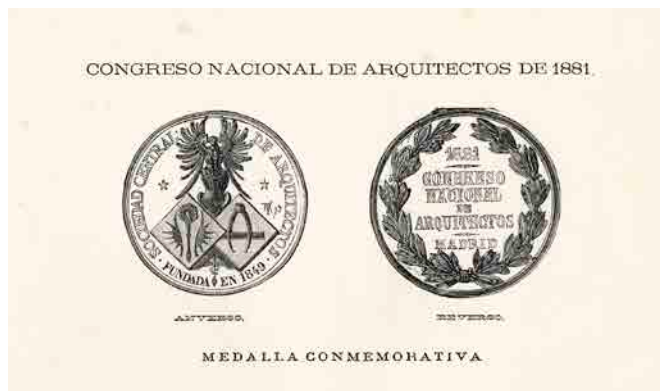 CONGRESO NACIONAL DE ARQUITECTOS DE 1881.
SOCIEDAD CENTRAL DE ARQUITECTOS
FUNDADA EN 1849
1881
CONGRESO
NACIONAL
DE
ARQUITECTOS
MADRID
ANVERSO.
REVERSO.
MEDALLA CONMEMORATIVA